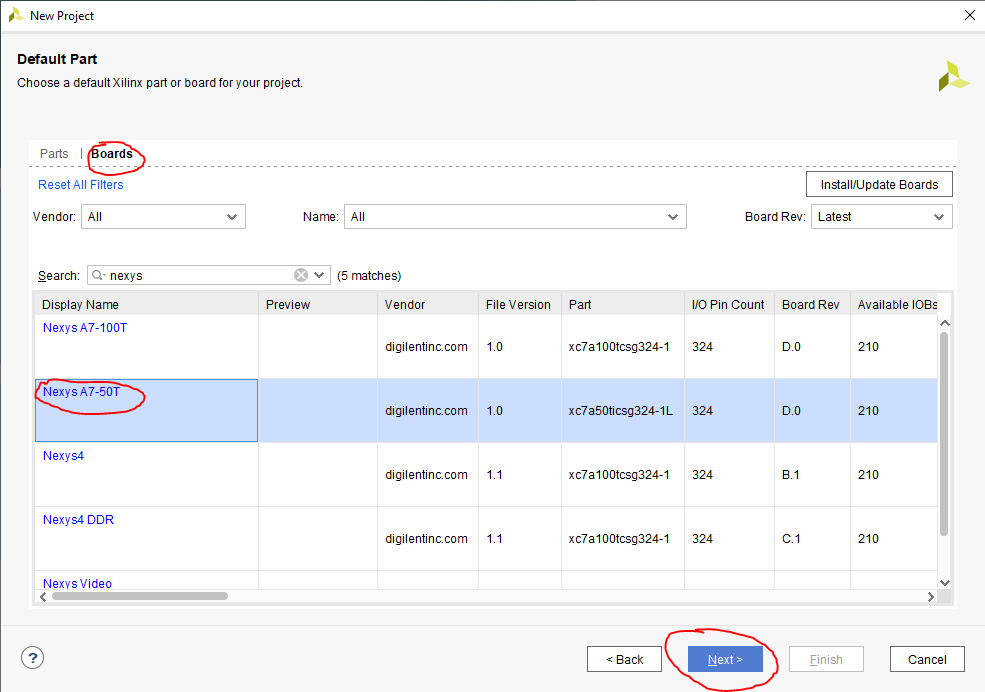 New Project
Default Part
Choose a default Xilinx part or board for your project.
Parts | Boards
Reset All Filters
Install/Update Boards
Vendor: All Name: All Board Rev: Latest
Search: nexys (5 matches)
Display Name Preview Vendor File Version Part I/O Pin Count Board Rev Available IOBs
Nexys A7-100T digilentinc.com 1.0 xc7a100tcsg324-1 324 D.0 210
Nexys A7-50T digilentinc.com 1.0 xc7a50ticsg324-1L 324 D.0 210
Nexys4 digilentinc.com 1.1 xc7a100tcsg324-1 324 B.1 210
Nexys4 DDR digilentinc.com 1.1 xc7a100tcsg324-1 324 C.1 210
Nexys Video
? < Back Next > Finish Cancel